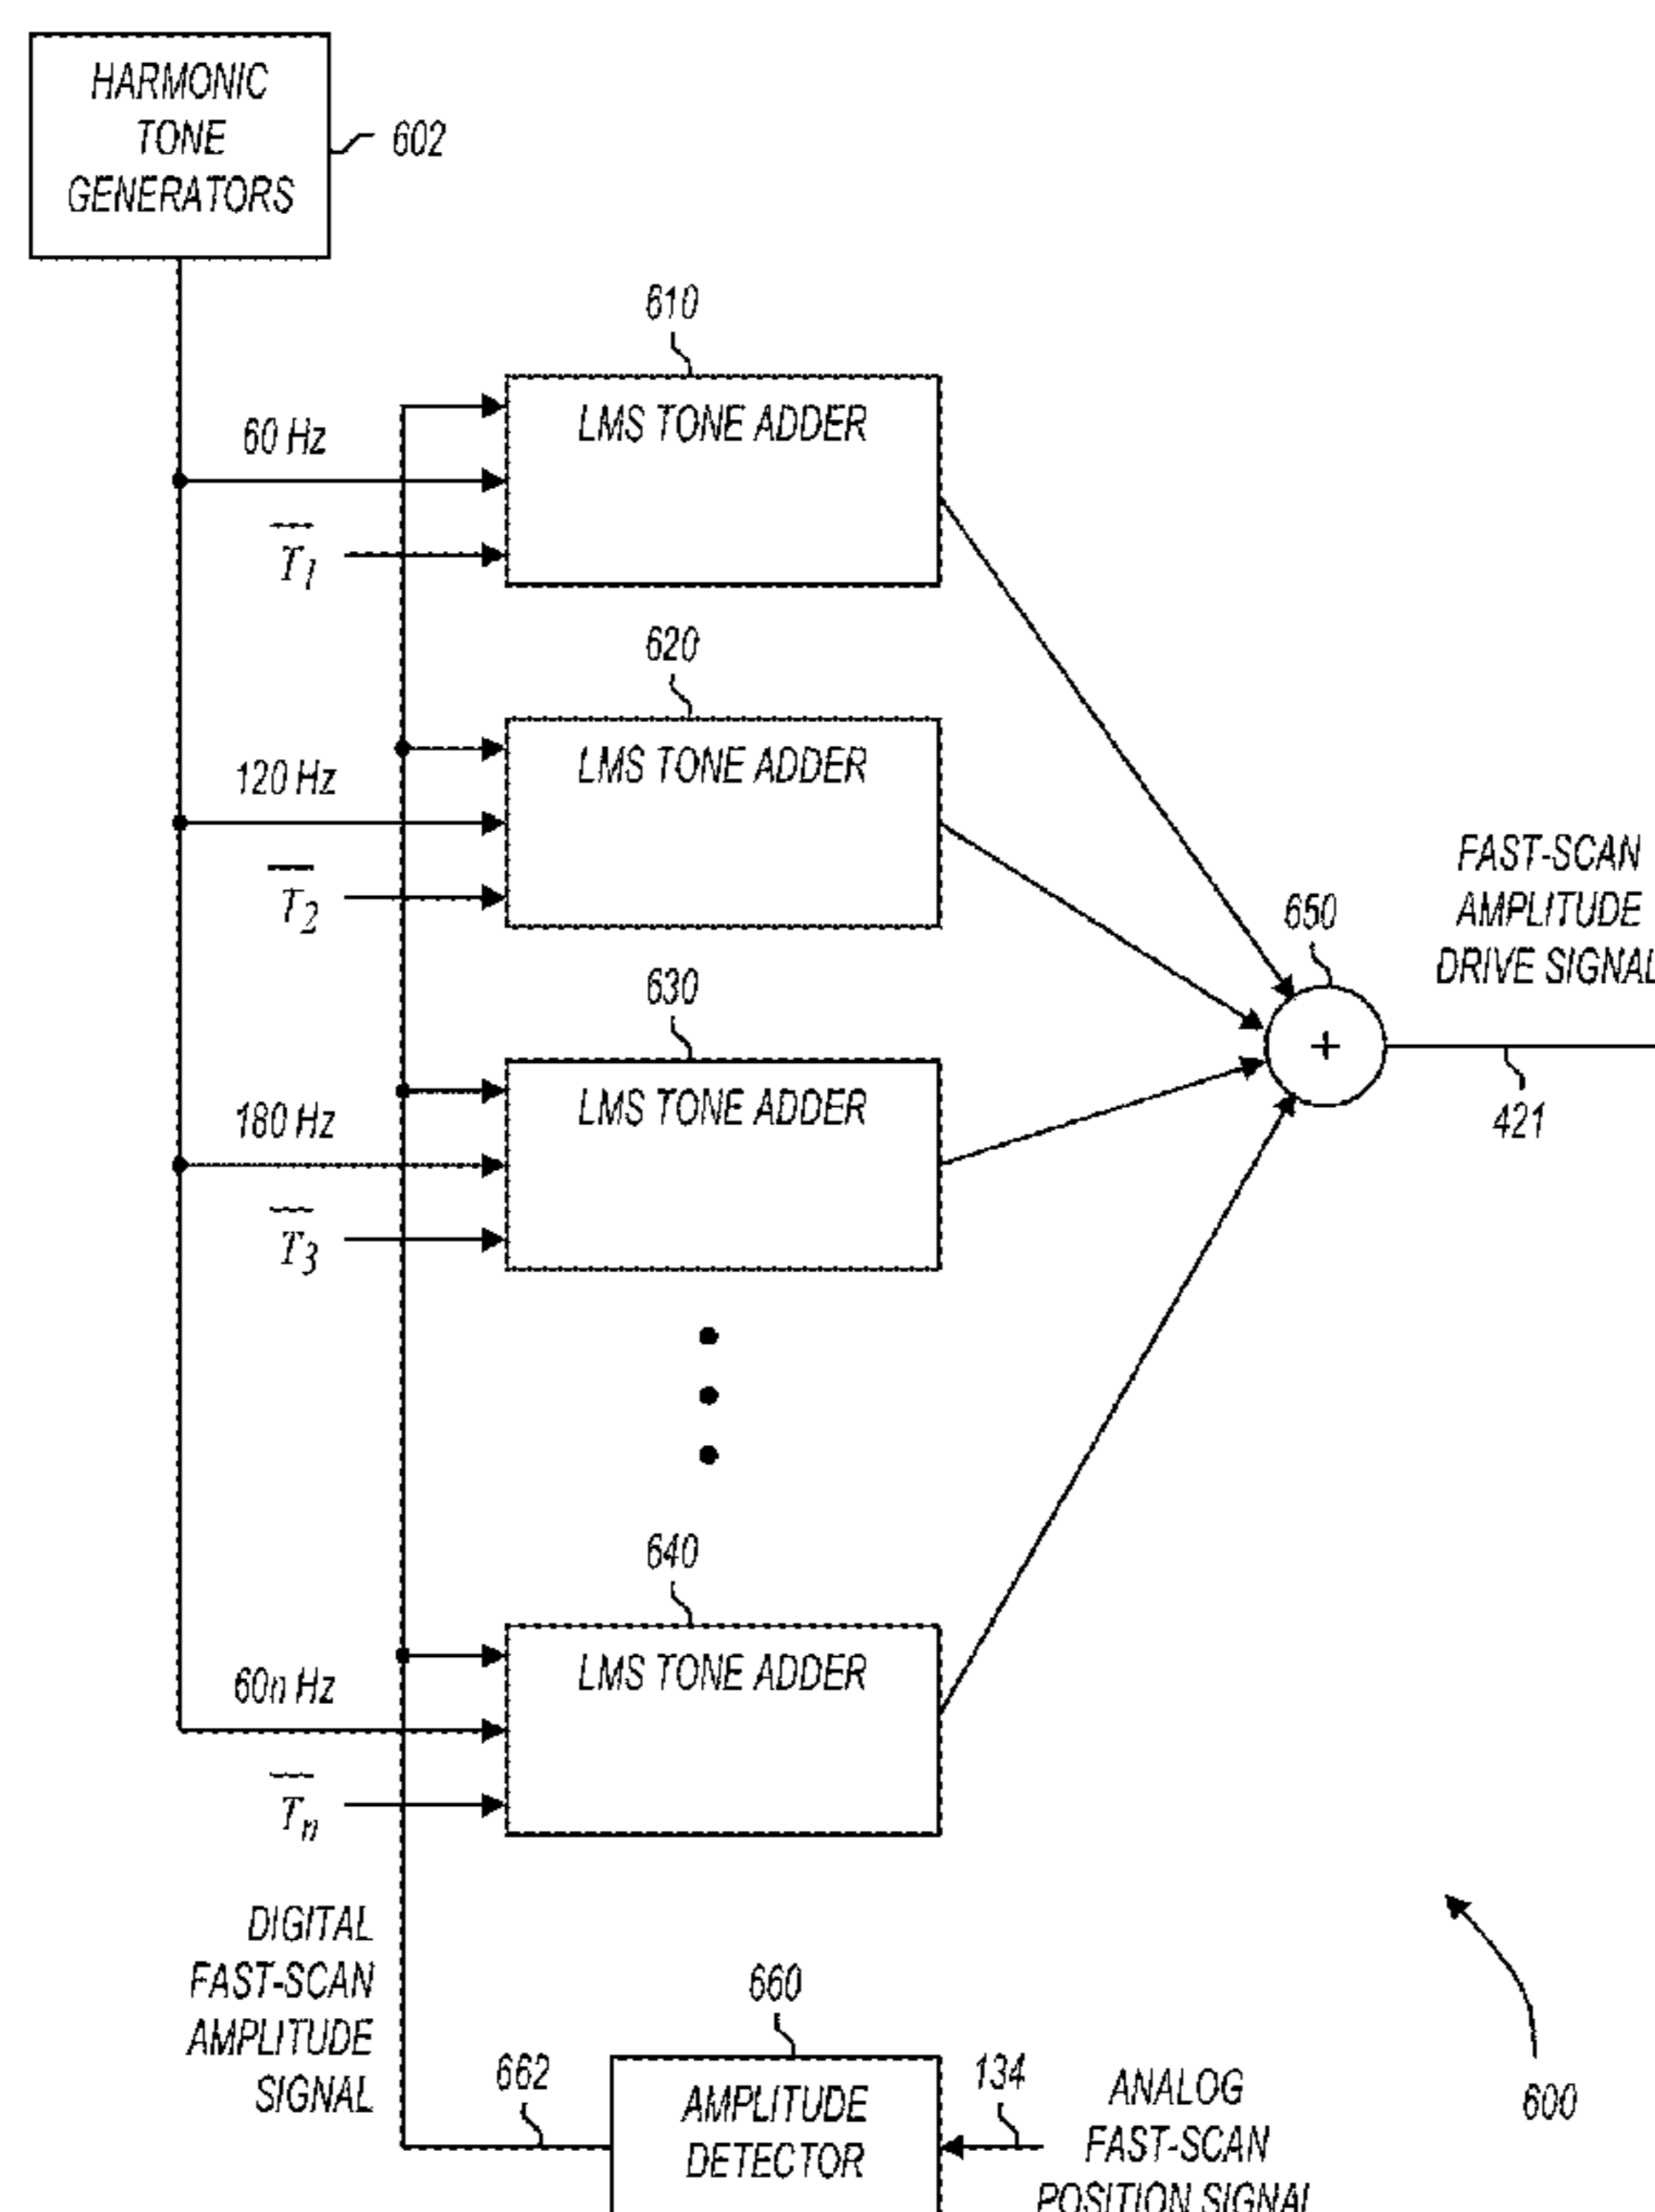 HARMONIC
TONE
GENERATORS
602
610
LMS TONE ADDER
60 Hz
T1
620
LMS TONE ADDER
120 Hz
T2
630
LMS TONE ADDER
180 Hz
T3
640
LMS TONE ADDER
60n Hz
Tn
650
+
FAST-SCAN
AMPLITUDE
DRIVE SIGNAL
421
DIGITAL
FAST-SCAN
AMPLITUDE
SIGNAL
662
660
AMPLITUDE
DETECTOR
134
ANALOG
FAST-SCAN
POSITION SIGNAL
600